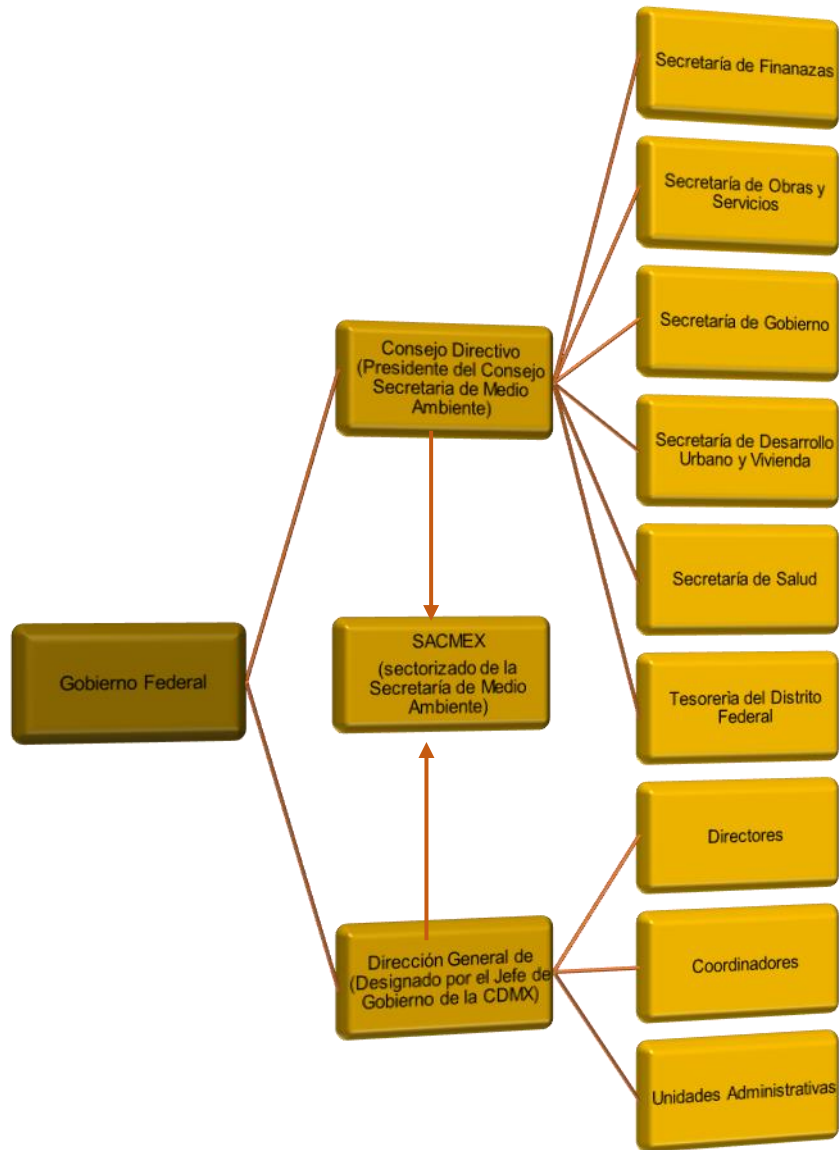 Gobierno Federal
Consejo Directivo
(Presidente del Consejo
Secretaria de Medio
Ambiente)
SACMEX
(sectorizado de la
Secretaría de Medio
Ambiente)
Dirección General de
(Designado por el Jefe de
Gobierno de la CDMX)
Secretaría de Finanazas
Secretaría de Obras y
Servicios
Secretaría de Gobierno
Secretaría de Desarrollo
Urbano y Vivienda
Secretaría de Salud
Tesoreria del Distrito
Federal
Directores
Coordinadores
Unidades Administrativas